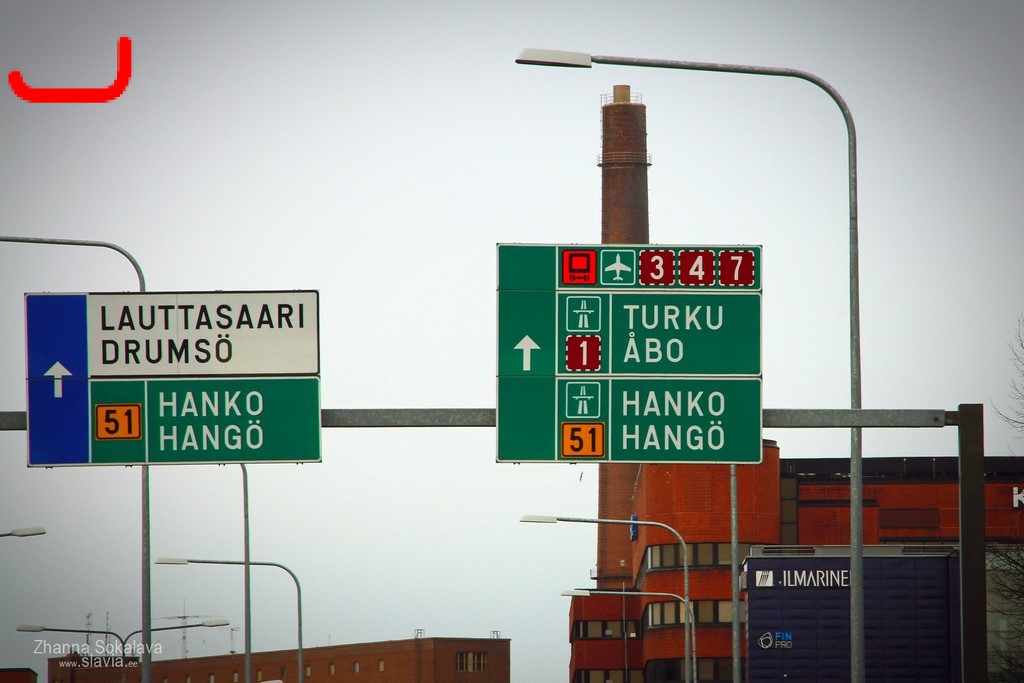 3 4 7
LAUTTASAARI
DRUMSÖ
51 HANKO
HANGÖ
1 TURKU
ÅBO
51 HANKO
HANGÖ
FIN
PRO
Zhanna Sokalava
www.slavia.ee